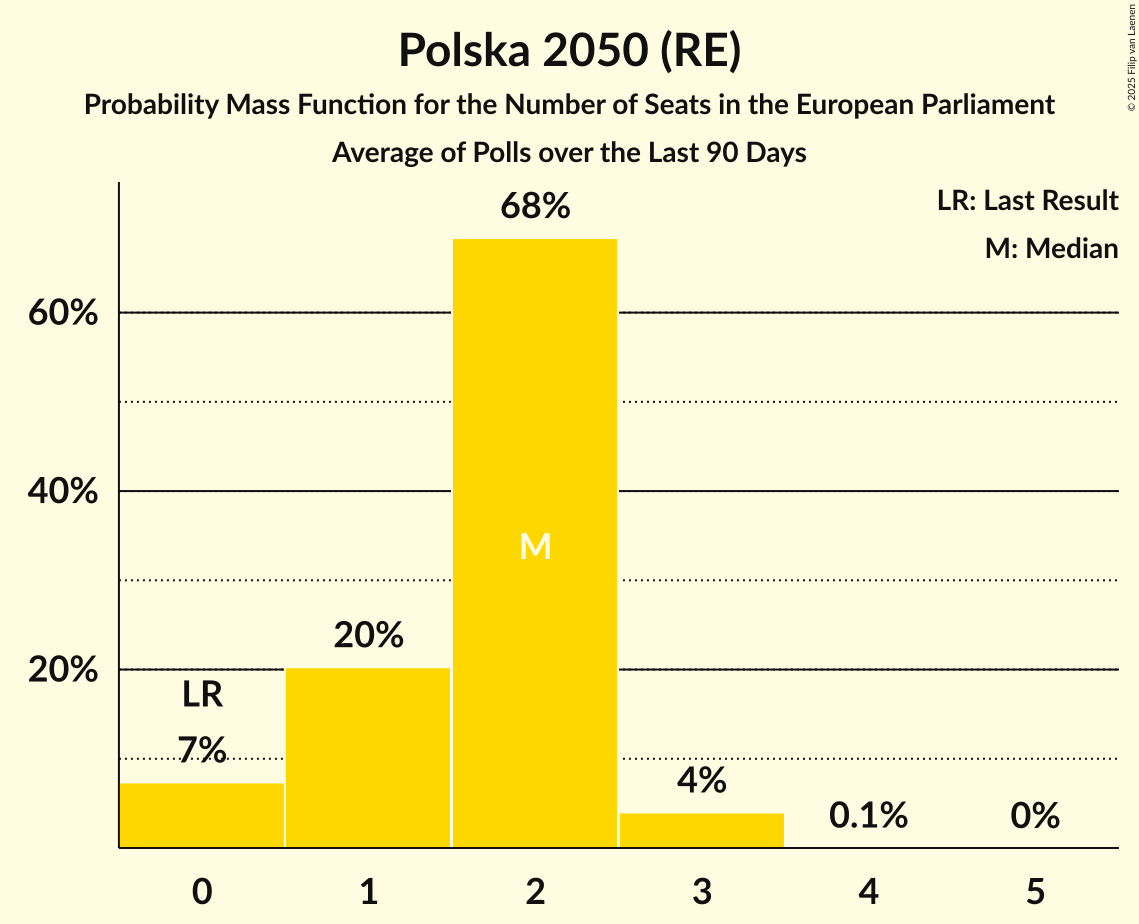 Polska 2050 (RE)
Probability Mass Function for the Number of Seats in the European Parliament
Average of Polls over the Last 90 Days
© 2025 Filip van Laenen
LR: Last Result
M: Median
68%
60%
40%
M
20%
20%
LR
7%
4%
0.1%
0%
0 1 2 3 4 5